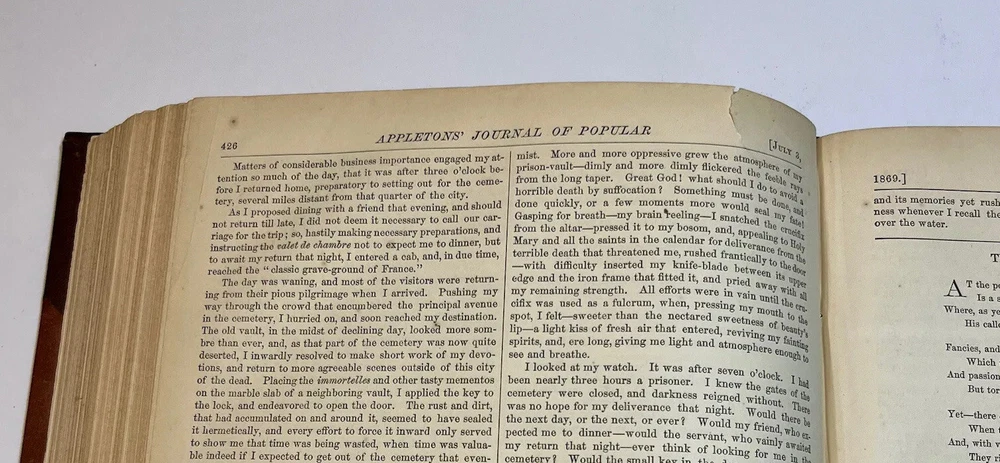 426
APPLETONS' JOURNAL OF POPULAR
[JULY 3,
Matters of considerable business importance engaged my at-
tention so much of the day, that it was after three o'clock be-
fore I returned home, preparatory to setting out for the ceme-
tery, several miles distant from that quarter of the city.
As I proposed dining with a friend that evening, and should
not return till late, I did not deem it necessary to call our car-
riage for the trip; so, hastily making necessary preparations, and
instructing the valet de chambre not to expect me to dinner, but
to await my return that night, I entered a cab, and, in due time,
reached the "classic grave-ground of France."
The day was waning, and most of the visitors were return-
ing from their pious pilgrimage when I arrived. Pushing my
way through the crowd that encumbered the principal avenue
in the cemetery, I hurried on, and soon reached my destination.
The old vault, in the midst of declining day, looked more som-
bre than ever, and, as that part of the cemetery was now quite
deserted, I inwardly resolved to make short work of my devo-
tions, and return to more agreeable scenes outside of this city
of the dead. Placing the immortelles and other tasty mementos
on the marble slab of a neighboring vault, I applied the key to
the lock, and endeavored to open the door. The rust and dirt,
that had accumulated on and around it, seemed to have sealed
it hermetically, and every effort to force it inward only served
to show me that time was being wasted, when time was valua-
ble indeed if I expected to get out of the cemetery that even-
mist. More and more oppressive grew the atmosphere of my
prison-vault—dimly and more dimly flickered the feeble rays
from the long taper. Great God! what should I do to avoid a
horrible death by suffocation? Something must be done, and
done quickly, or a few moments more would seal my fate!
Gasping for breath—my brain reeling—I snatched the crucifix
from the altar—pressed it to my bosom, and, appealing to Holy
Mary and all the saints in the calendar for deliverance from the
terrible death that threatened me, rushed frantically to the door
—with difficulty inserted my knife-blade between its upper
edge and the iron frame that fitted it, and pried away with all
my remaining strength. All efforts were in vain until the cru-
cifix was used as a fulcrum, when, pressing my mouth to the
spot, I felt—sweeter than the nectared sweetness of beauty's
lip—a light kiss of fresh air that entered, reviving my fainting
spirits, and, ere long, giving me light and atmosphere enough to
see and breathe.
I looked at my watch. It was after seven o'clock. I had
been nearly three hours a prisoner. I knew the gates of the
cemetery were closed, and darkness reigned without. There
was no hope for my deliverance that night. Would there be
the next day, or the next, or ever? Would my friend, who ex-
pected me to dinner—would the servant, who vainly awaited
my return that night—ever think of looking for me in the
cemetery? Would the small key in the
1869.]
and its memories yet rush
ness whenever I recall the
over the water.
T
AT the po
Is a
Where, as ye
His calle
Fancies, and
Which
And passion
But tor
Yet—there
When
And, with
They ri